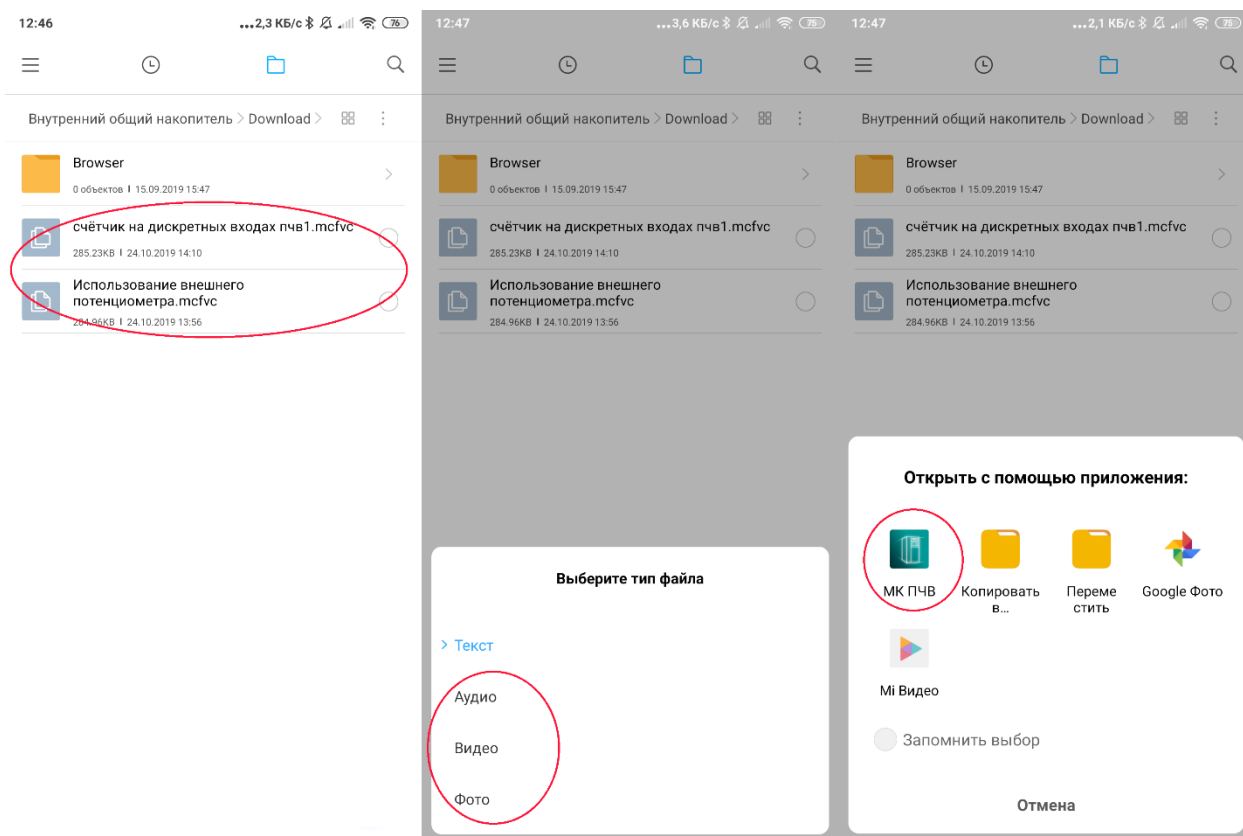 12:46
...2,3 КБ/с 76
Внутренний общий накопитель > Download >
Browser
0 объектов | 15.09.2019 15:47
счётчик на дискретных входах пчв1.mcfvc
285.23KB | 24.10.2019 14:10
Использование внешнего
потенциометра.mcfvc
284.96KB | 24.10.2019 13:56
12:47
...3,6 КБ/с 75
Внутренний общий накопитель > Download >
Browser
0 объектов | 15.09.2019 15:47
счётчик на дискретных входах пчв1.mcfvc
285.23KB | 24.10.2019 14:10
Использование внешнего
потенциометра.mcfvc
284.96KB | 24.10.2019 13:56
Выберите тип файла
> Текст
Аудио
Видео
Фото
12:47
...2,1 КБ/с 75
Внутренний общий накопитель > Download >
Browser
0 объектов | 15.09.2019 15:47
счётчик на дискретных входах пчв1.mcfvc
285.23KB | 24.10.2019 14:10
Использование внешнего
потенциометра.mcfvc
284.96KB | 24.10.2019 13:56
Открыть с помощью приложения:
МК ПЧВ
Копировать
в...
Переме
стить
Google Фото
Mi Видео
Запомнить выбор
Отмена